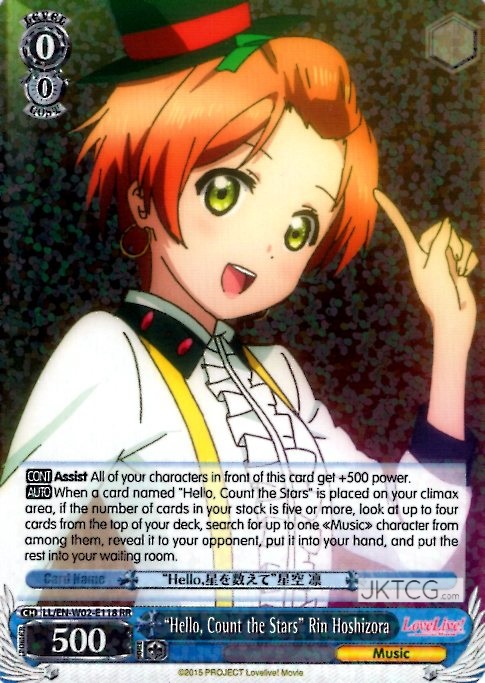 LEVEL
0
0
COST
CONT Assist All of your characters in front of this card get +500 power.
AUTO When a card named "Hello, Count the Stars" is placed on your climax
area, if the number of cards in your stock is five or more, look at up to four
cards from the top of your deck, search for up to one «Music» character from
among them, reveal it to your opponent, put it into your hand, and put the
rest into your waiting room.
Card Name
"Hello,星を数えて"星空 凛
JKTCG.com
CH LL/EN-W02-E118 RR
POWER 500
"Hello, Count the Stars" Rin Hoshizora
LoveLive!
Music
©2015 PROJECT Lovelive! Movie